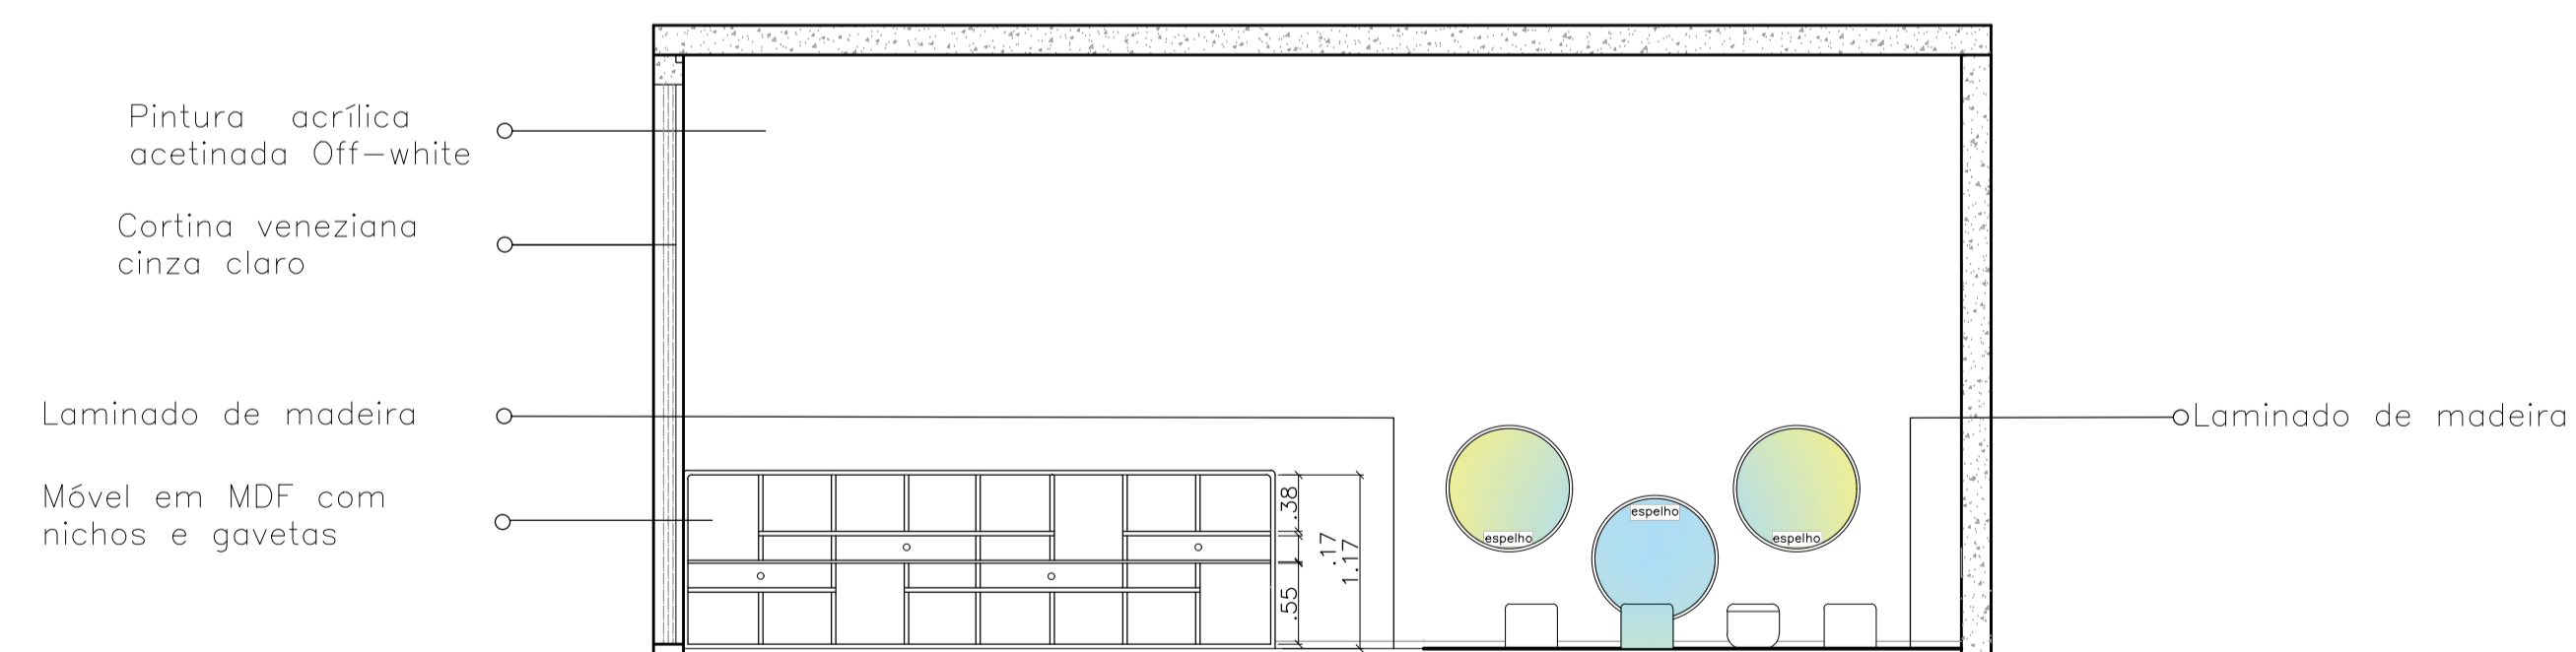 Pintura acrílica
acetinada Off-white
Cortina veneziana
cinza claro
Laminado de madeira
Laminado de madeira
Móvel em MDF com
nichos e gavetas
.38
.17
1.17
.55
espelho
espelho
espelho